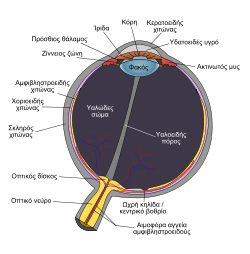 Κόρη
Ίριδα
Κερατοειδής
χιτώνας
Πρόσθιος θάλαμος
Υδατοειδές υγρό
Ζίννειος ζώνη
Φακός
Ακτινωτός μυς
Αμφιβληστροειδής
χιτώνας
Χοριοειδής
χιτώνας
Υαλώδες
σώμα
Σκληρός
χιτώνας
Υαλοειδής
πόρος
Οπτικός δίσκος
Οπτικό νεύρο
Ωχρή κηλίδα /
κεντρικό βοθρίο
Αιμοφόρα αγγεία
αμφιβληστροειδούς